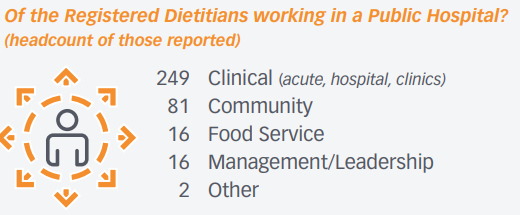 Of the Registered Dietitians working in a Public Hospital?
(headcount of those reported)
249 Clinical (acute, hospital, clinics)
81 Community
16 Food Service
16 Management/Leadership
2 Other